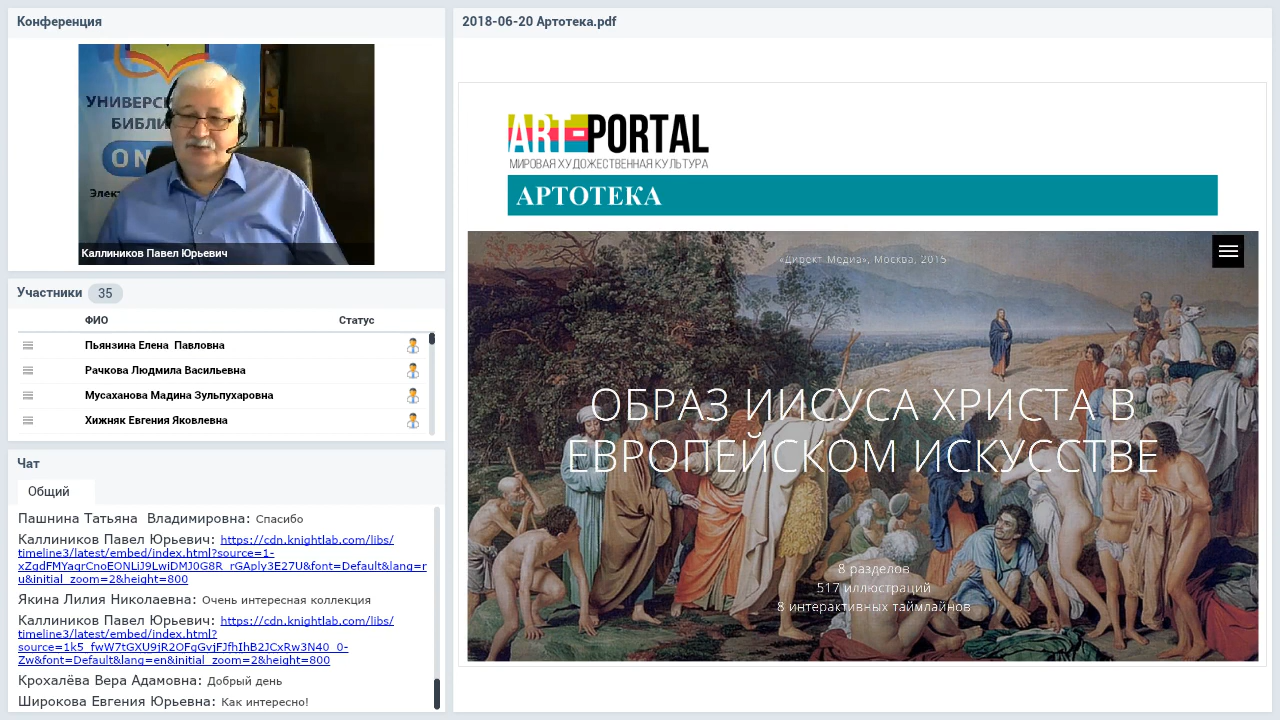 Конференция
УНИВЕРС
БИБЛИ
ON
Элек
Каллиников Павел Юрьевич
Участники 35
ФИО Статус
Пьянзина Елена Павловна
Рачкова Людмила Васильевна
Мусаханова Мадина Зульпухаровна
Хижняк Евгения Яковлевна
Чат
Общий
Пашнина Татьяна Владимировна: Спасибо
Каллиников Павел Юрьевич: https://cdn.knightlab.com/libs/
timeline3/latest/embed/index.html?source=1-
xZgdFMYaqrCnoEONLiJ9LwiDMJ0G8R_rGAply3E27U&font=Default&lang=r
u&initial_zoom=2&height=800
Якина Лилия Николаевна: Очень интересная коллекция
Каллиников Павел Юрьевич: https://cdn.knightlab.com/libs/
timeline3/latest/embed/index.html?
source=1k5_fwW7tGXU9jR2OFqGvjFJfhIhB2JCxRw3N40_0-
Zw&font=Default&lang=en&initial_zoom=2&height=800
Крохалёва Вера Адамовна: Добрый день
Широкова Евгения Юрьевна: Как интересно!
2018-06-20 Артотека.pdf
ART-PORTAL
МИРОВАЯ ХУДОЖЕСТВЕННАЯ КУЛЬТУРА
АРТОТЕКА
«Директ Медиа», Москва, 2015
ОБРАЗ ИИСУСА ХРИСТА В
ЕВРОПЕЙСКОМ ИСКУССТВЕ
8 разделов
517 иллюстраций
8 интерактивных таймлайнов